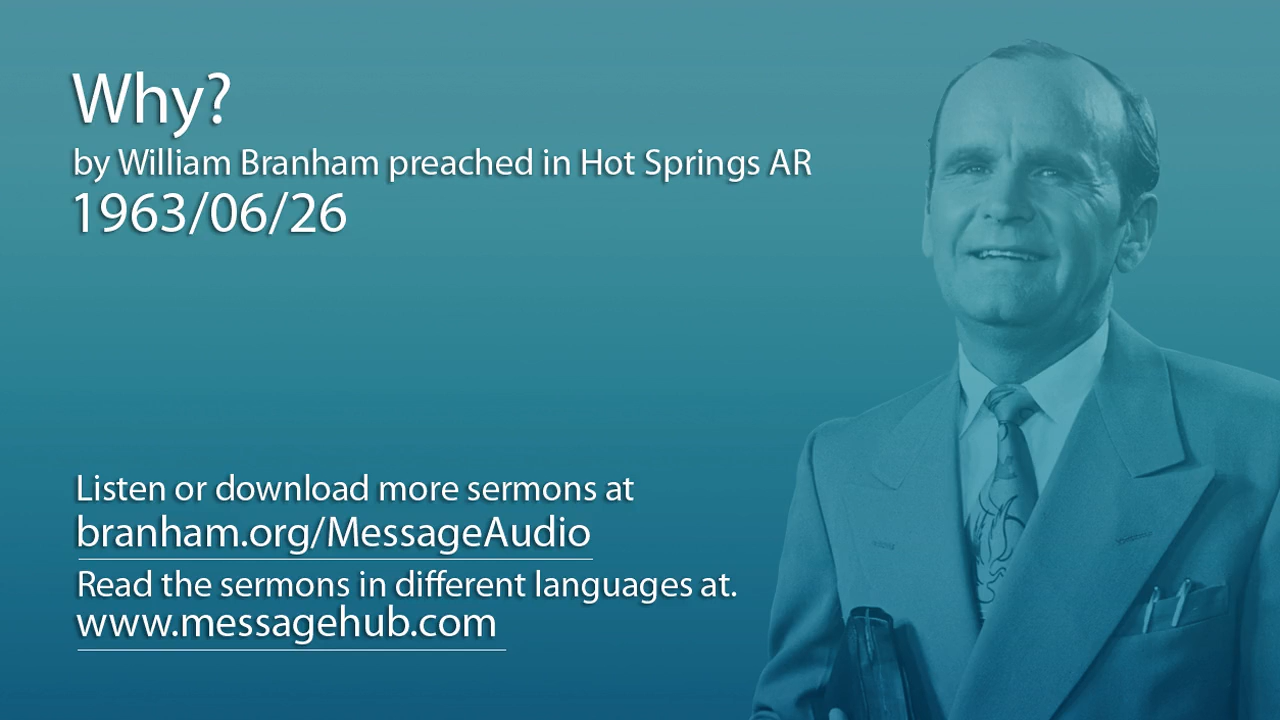 Why?
by William Branham preached in Hot Springs AR
1963/06/26
Listen or download more sermons at
branham.org/MessageAudio
Read the sermons in different languages at.
www.messagehub.com